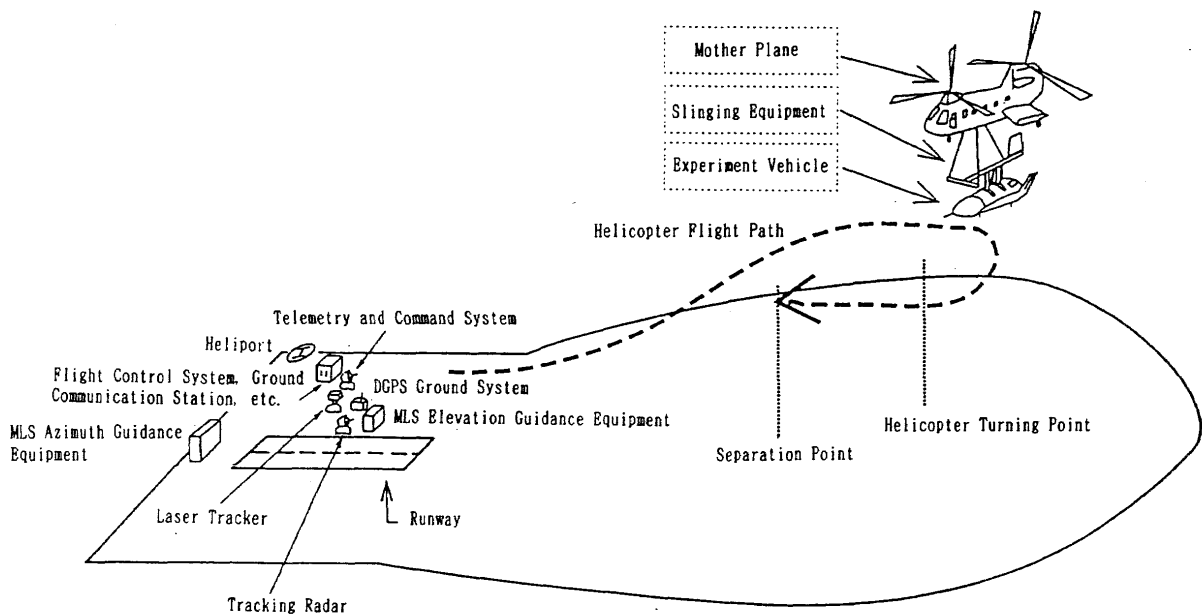 Mother Plane
Slinging Equipment
Experiment Vehicle
Helicopter Flight Path
Telemetry and Command System
Heliport
Flight Control System, Ground
Communication Station, etc.
DGPS Ground System
MLS Elevation Guidance Equipment
MLS Azimuth Guidance
Equipment
Helicopter Turning Point
Separation Point
Laser Tracker
Runway
Tracking Radar